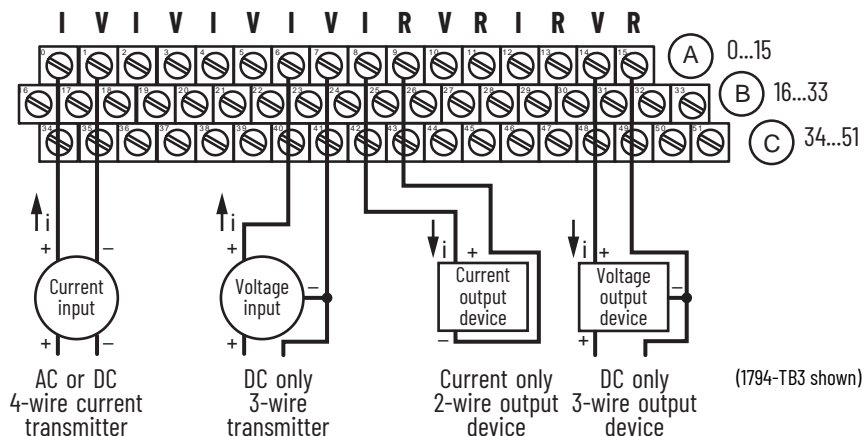 I V I V I V I V I R V R I R V R
0 1 2 3 4 5 6 7 8 9 10 11 12 13 14 15
A 0...15
16 17 18 19 20 21 22 23 24 25 26 27 28 29 30 31 32 33
B 16...33
34 35 36 37 38 39 40 41 42 43 44 45 46 47 48 49 50 51
C 34...51
i
+ –
Current
input
+ –
AC or DC
4-wire current
transmitter
i
+
Voltage
input
–
+
DC only
3-wire
transmitter
i
+
Current
output
device
–
Current only
2-wire output
device
i
+
Voltage
output
device
–
+
DC only
3-wire output
device
(1794-TB3 shown)